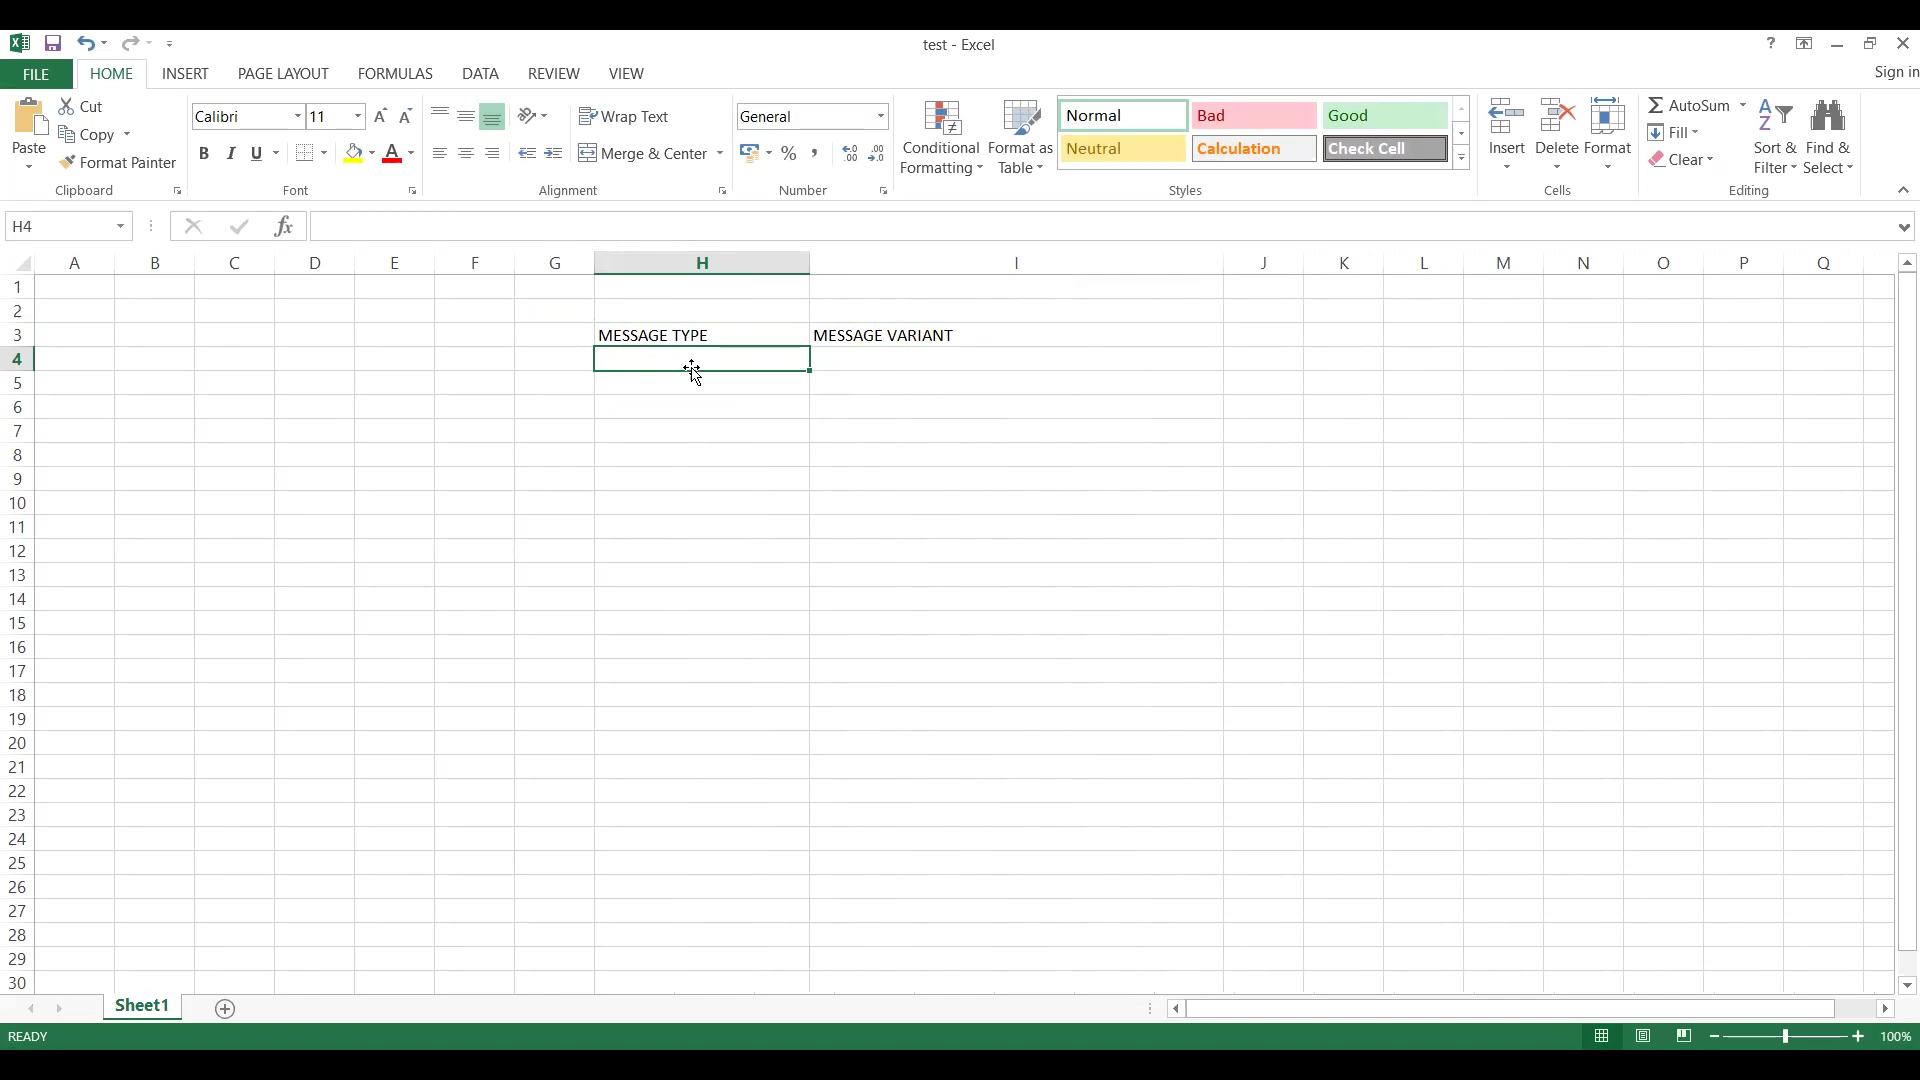 test - Excel
?
Sign in
FILE HOME INSERT PAGE LAYOUT FORMULAS DATA REVIEW VIEW
Paste
Cut
Copy
Format Painter
Clipboard
Calibri 11 A A
B I U A
Font
Wrap Text
Merge & Center
Alignment
General
% , .00 .00
Number
Conditional Formatting
Format as Table
Normal Bad Good
Neutral Calculation Check Cell
Styles
Insert Delete Format
Cells
AutoSum
Fill
Clear
Sort & Filter
Find & Select
Editing
H4 fx
A B C D E F G H I J K L M N O P Q
1
2
3 MESSAGE TYPE MESSAGE VARIANT
4
5
6
7
8
9
10
11
12
13
14
15
16
17
18
19
20
21
22
23
24
25
26
27
28
29
30
Sheet1
READY 100%